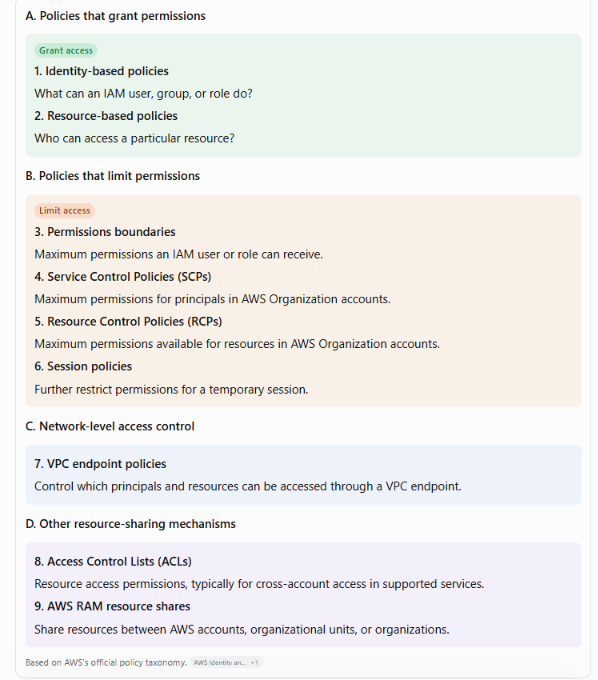 A. Policies that grant permissions
Grant access
1. Identity-based policies
What can an IAM user, group, or role do?
2. Resource-based policies
Who can access a particular resource?
B. Policies that limit permissions
Limit access
3. Permissions boundaries
Maximum permissions an IAM user or role can receive.
4. Service Control Policies (SCPs)
Maximum permissions for principals in AWS Organization accounts.
5. Resource Control Policies (RCPs)
Maximum permissions available for resources in AWS Organization accounts.
6. Session policies
Further restrict permissions for a temporary session.
C. Network-level access control
7. VPC endpoint policies
Control which principals and resources can be accessed through a VPC endpoint.
D. Other resource-sharing mechanisms
8. Access Control Lists (ACLs)
Resource access permissions, typically for cross-account access in supported services.
9. AWS RAM resource shares
Share resources between AWS accounts, organizational units, or organizations.
Based on AWS's official policy taxonomy. AWS Identity an... +1